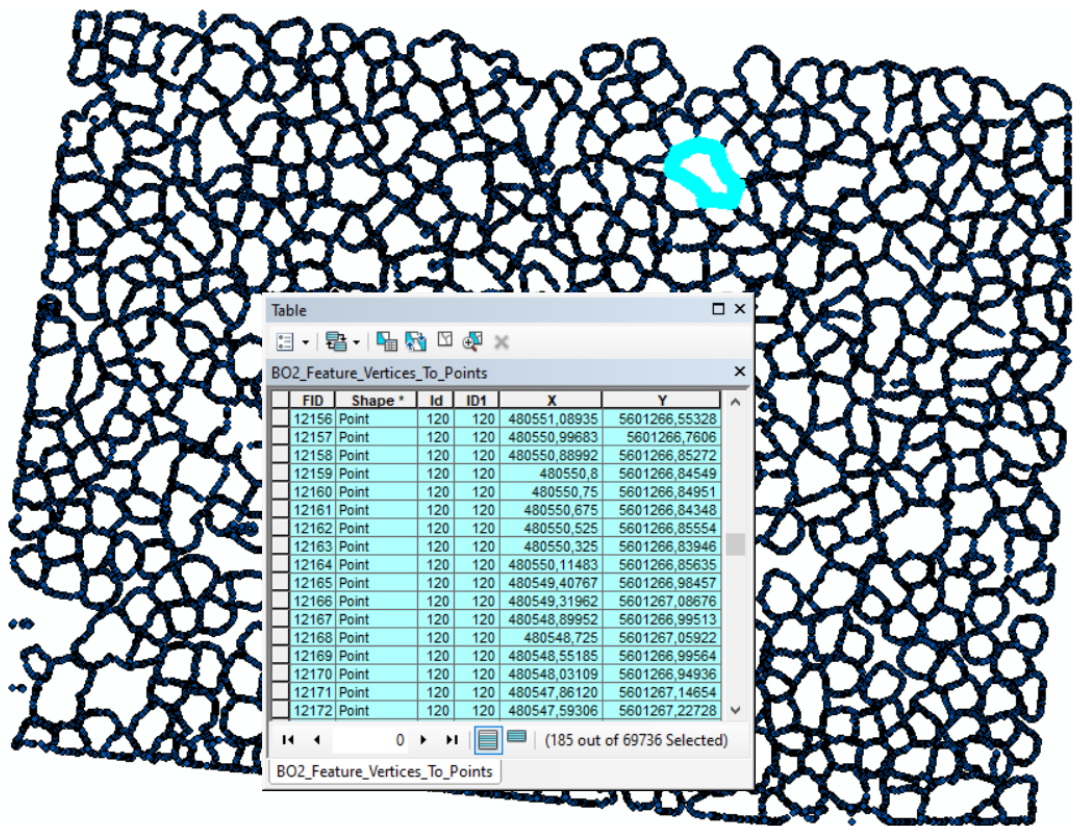 Table
BO2_Feature_Vertices_To_Points
FID Shape * Id ID1 X Y
12156 Point 120 120 480551,08935 5601266,55328
12157 Point 120 120 480550,99683 5601266,7606
12158 Point 120 120 480550,88992 5601266,85272
12159 Point 120 120 480550,8 5601266,84549
12160 Point 120 120 480550,75 5601266,84951
12161 Point 120 120 480550,675 5601266,84348
12162 Point 120 120 480550,525 5601266,85554
12163 Point 120 120 480550,325 5601266,83946
12164 Point 120 120 480550,11483 5601266,85635
12165 Point 120 120 480549,40767 5601266,98457
12166 Point 120 120 480549,31962 5601267,08676
12167 Point 120 120 480548,89952 5601266,99513
12168 Point 120 120 480548,725 5601267,05922
12169 Point 120 120 480548,55185 5601266,99564
12170 Point 120 120 480548,03109 5601266,94936
12171 Point 120 120 480547,86120 5601267,14654
12172 Point 120 120 480547,59306 5601267,22728
0 (185 out of 69736 Selected)
BO2_Feature_Vertices_To_Points